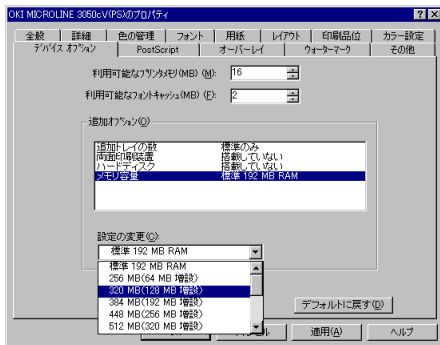 OKI MICROLINE 3050cV(PSX)のプロパティ
全般 詳細 色の管理 フォント 用紙 レイアウト 印刷品位 カラー設定
デバイス オプション PostScript オーバーレイ ウォーターマーク その他
利用可能なプリンタメモリ(MB) (M): 16
利用可能なフォントキャッシュ(MB) (F): 2
追加オプション(O)
追加トレイの数 標準のみ
両面印刷装置 搭載していない
ハードディスク 搭載していない
メモリ容量 標準 192 MB RAM
設定の変更(C):
標準 192 MB RAM
標準 192 MB RAM
256 MB(64 MB 増設)
320 MB(128 MB 増設)
384 MB(192 MB 増設)
448 MB(256 MB 増設)
512 MB(320 MB 増設)
デフォルトに戻す(D)
適用(A) ヘルプ